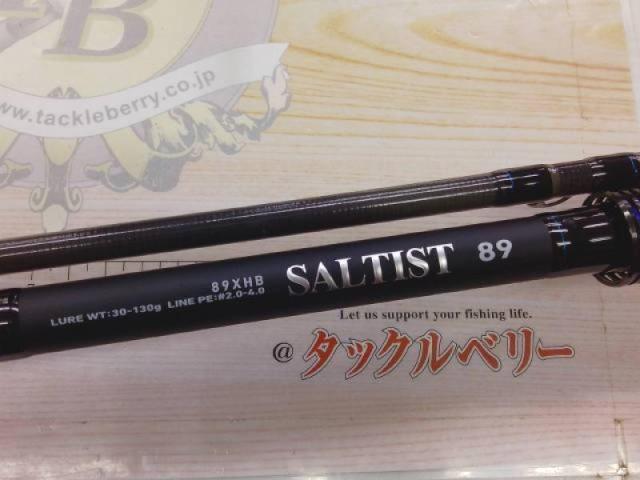 B
www.tackleberry.co.jp
89XHB SALTIST 89
LURE WT:30-130g LINE PE:#2.0-4.0
Let us support your fishing life.
@ タックルベリー